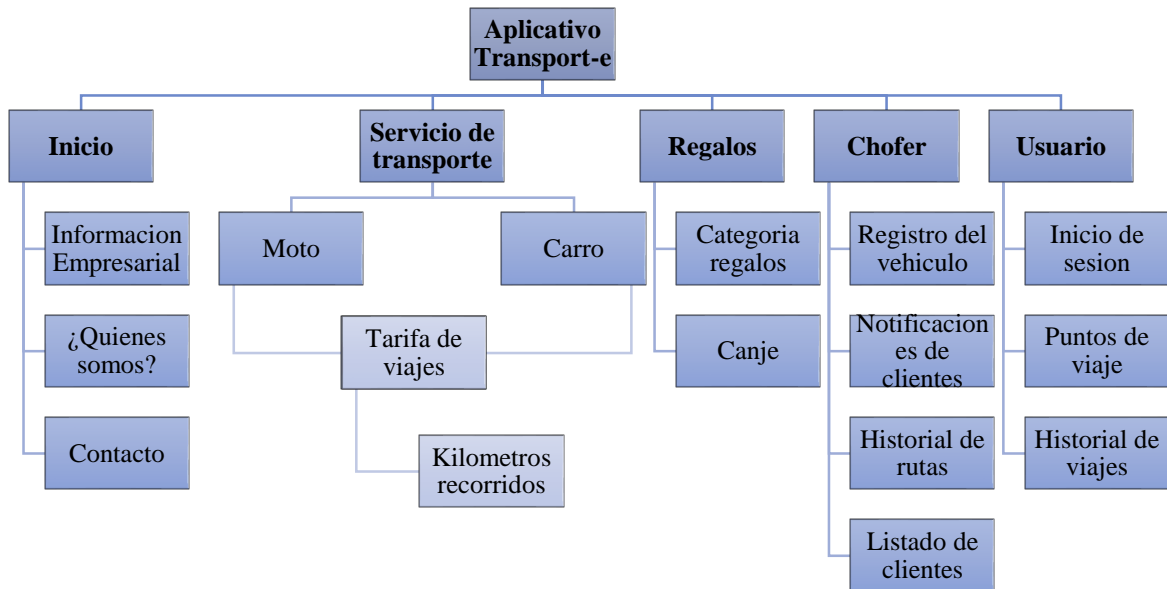 Aplicativo
Transport-e
Inicio
Servicio de
transporte
Regalos
Chofer
Usuario
Informacion
Empresarial
¿Quienes
somos?
Contacto
Moto
Carro
Tarifa de
viajes
Kilometros
recorridos
Categoria
regalos
Canje
Registro del
vehiculo
Notificacion
es de
clientes
Historial de
rutas
Listado de
clientes
Inicio de
sesion
Puntos de
viaje
Historial de
viajes